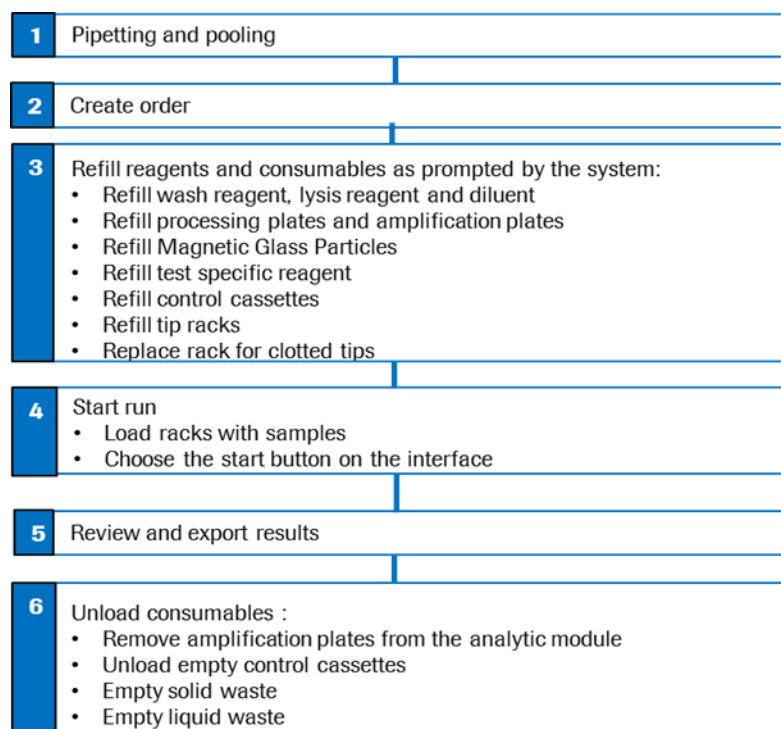 1 Pipetting and pooling
2 Create order
3 Refill reagents and consumables as prompted by the system:
• Refill wash reagent, lysis reagent and diluent
• Refill processing plates and amplification plates
• Refill Magnetic Glass Particles
• Refill test specific reagent
• Refill control cassettes
• Refill tip racks
• Replace rack for clotted tips
4 Start run
• Load racks with samples
• Choose the start button on the interface
5 Review and export results
6 Unload consumables :
• Remove amplification plates from the analytic module
• Unload empty control cassettes
• Empty solid waste
• Empty liquid waste